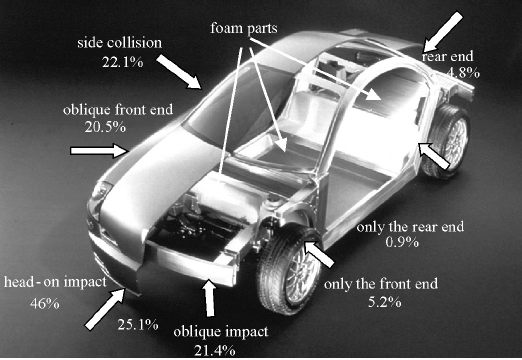 foam parts
side collision
22.1%
rear end
4.8%
oblique front end
20.5%
only the rear end
0.9%
head-on impact
46%
only the front end
5.2%
25.1%
oblique impact
21.4%